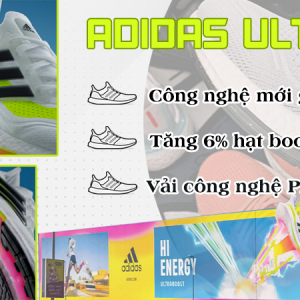 ADIDAS ULT
Công nghệ mới
Tăng 6% hạt boo
Vải công nghệ P
adidas
HI
ENERGY
ULTRABOOST